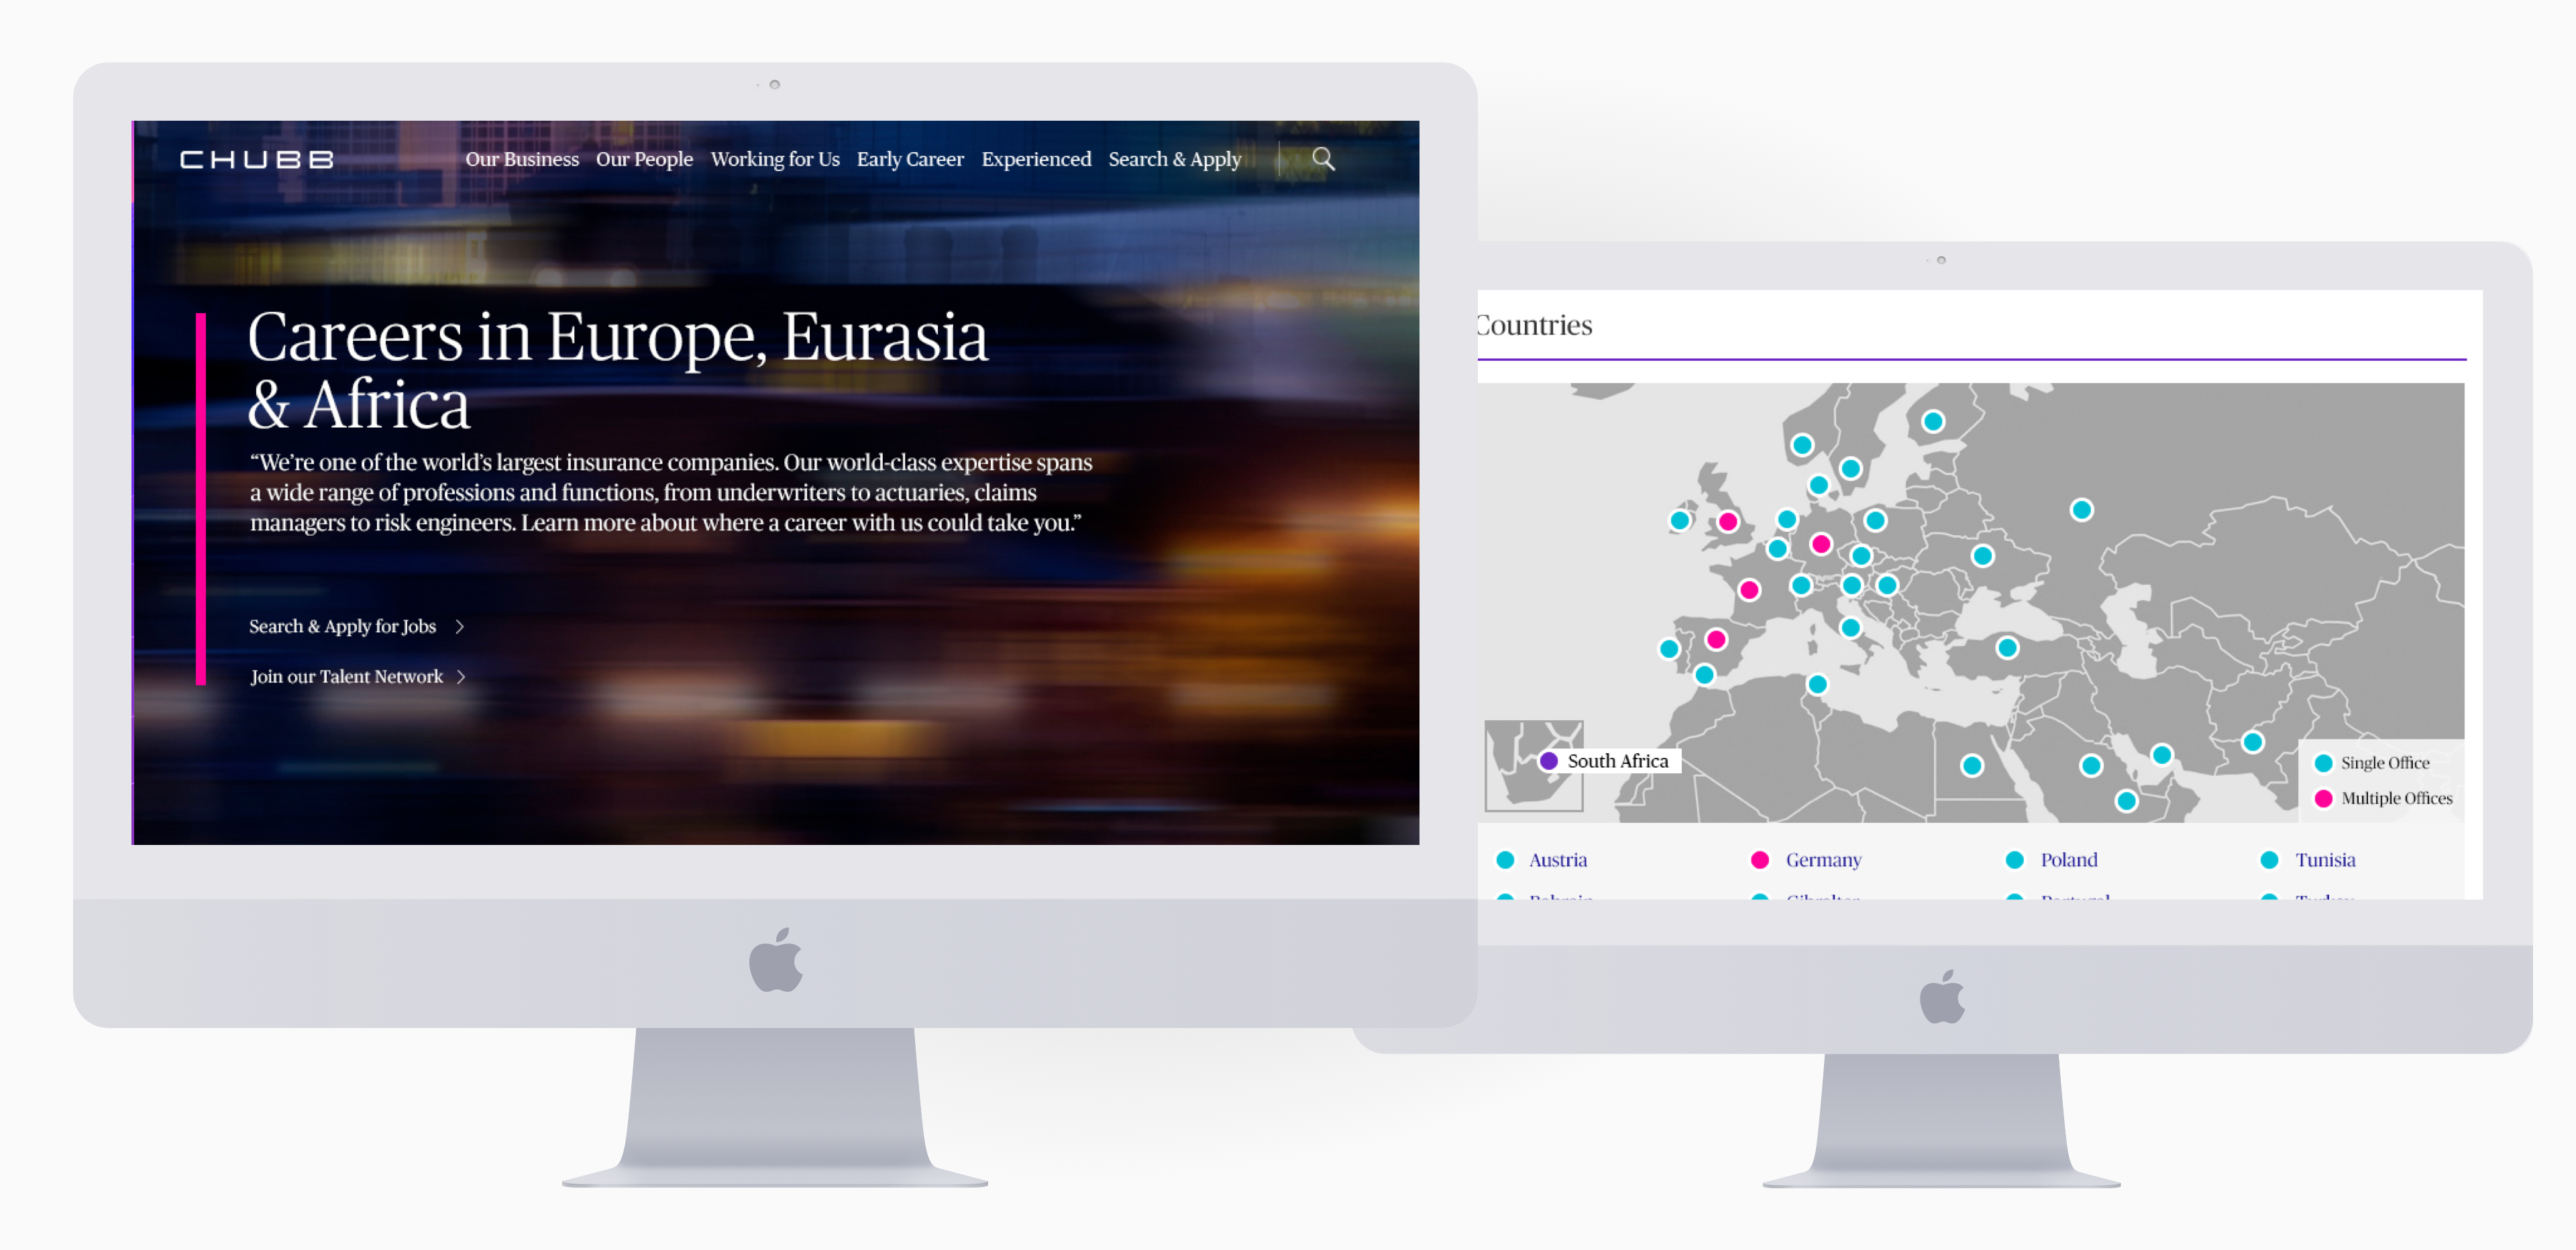 CHUBB
Our Business Our People Working for Us Early Career Experienced Search & Apply
Careers in Europe, Eurasia
& Africa
“We’re one of the world’s largest insurance companies. Our world-class expertise spans
a wide range of professions and functions, from underwriters to actuaries, claims
managers to risk engineers. Learn more about where a career with us could take you.”
Search & Apply for Jobs
Join our Talent Network
Countries
South Africa
Single Office
Multiple Offices
Austria Germany Poland Tunisia